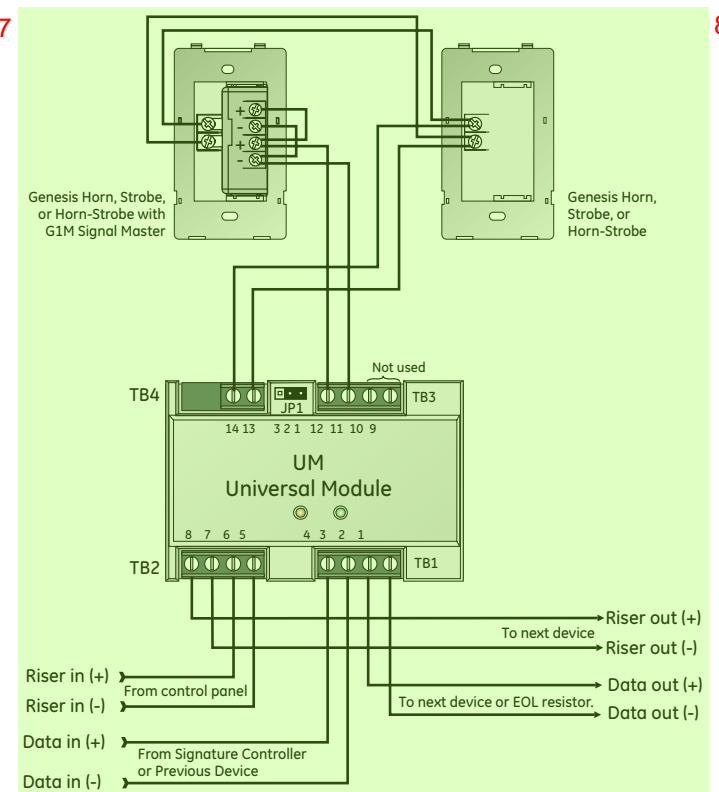 7
8
Genesis Horn, Strobe,
or Horn-Strobe with
G1M Signal Master
+
-
+
-
Genesis Horn,
Strobe, or
Horn-Strobe
Not used
TB4
JP1
TB3
14 13 3 2 1 12 11 10 9
UM
Universal Module
8 7 6 5 4 3 2 1
TB2
TB1
Riser out (+)
To next device
Riser out (-)
Riser in (+)
From control panel
Riser in (-)
Data out (+)
To next device or EOL resistor.
Data out (-)
Data in (+)
From Signature Controller
or Previous Device
Data in (-)